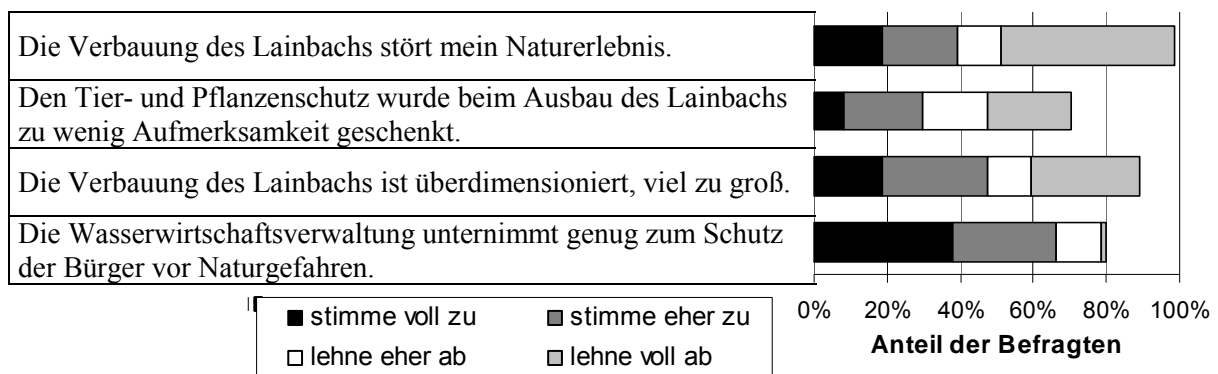 Die Verbauung des Lainbachs stört mein Naturerlebnis.
Den Tier- und Pflanzenschutz wurde beim Ausbau des Lainbachs
zu wenig Aufmerksamkeit geschenkt.
Die Verbauung des Lainbachs ist überdimensioniert, viel zu groß.
Die Wasserwirtschaftsverwaltung unternimmt genug zum Schutz
der Bürger vor Naturgefahren.
0% 20% 40% 60% 80% 100%
Anteil der Befragten
stimme voll zu stimme eher zu
lehne eher ab lehne voll ab